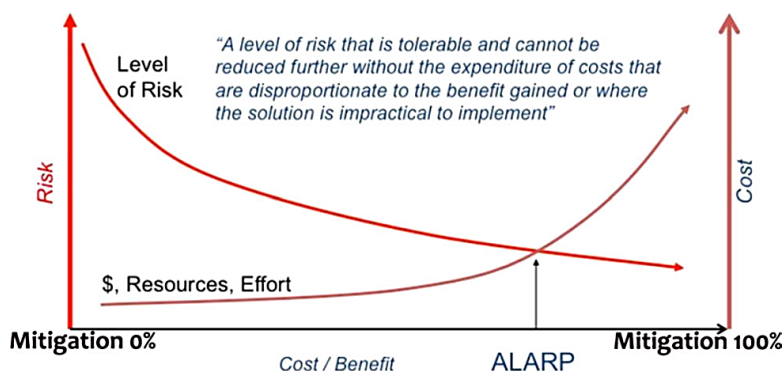 “A level of risk that is tolerable and cannot be
reduced further without the expenditure of costs that
are disproportionate to the benefit gained or where
the solution is impractical to implement”
Level
of Risk
Risk
Cost
$, Resources, Effort
Mitigation 0%
Mitigation 100%
Cost / Benefit
ALARP